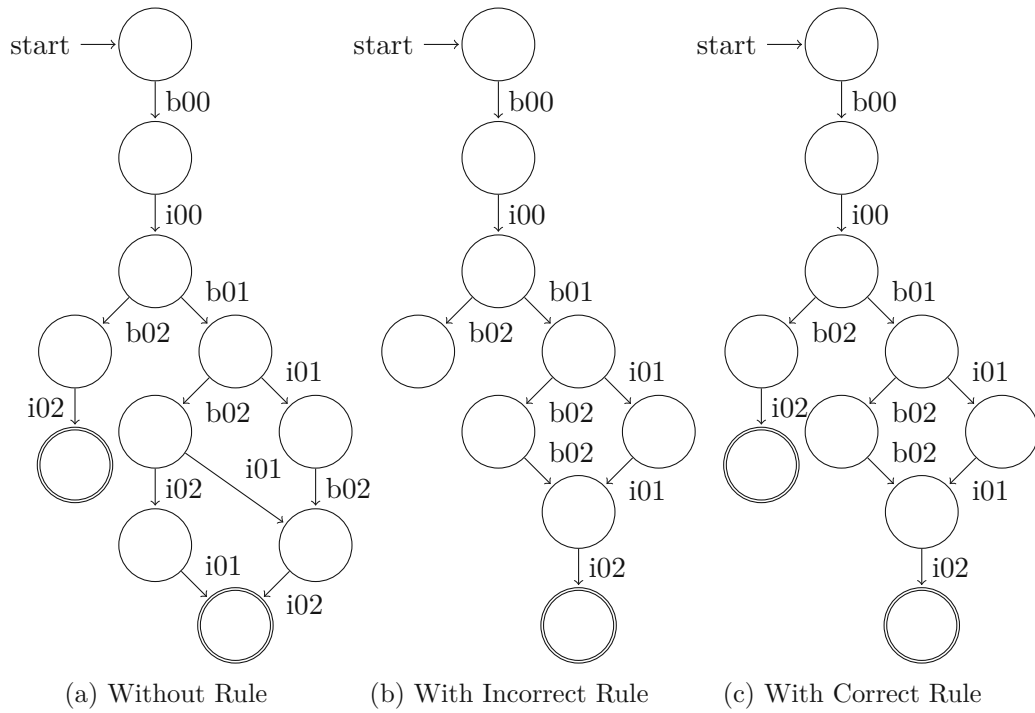 start
start
start
b00
b00
b00
i00
i00
i00
b01
b01
b01
b02
b02
b02
i01
i01
i01
i02
b02
b02
i02
b02
i01
b02
b02
i02
b02
i01
i01
i01
i02
i02
i02
(a) Without Rule
(b) With Incorrect Rule
(c) With Correct Rule